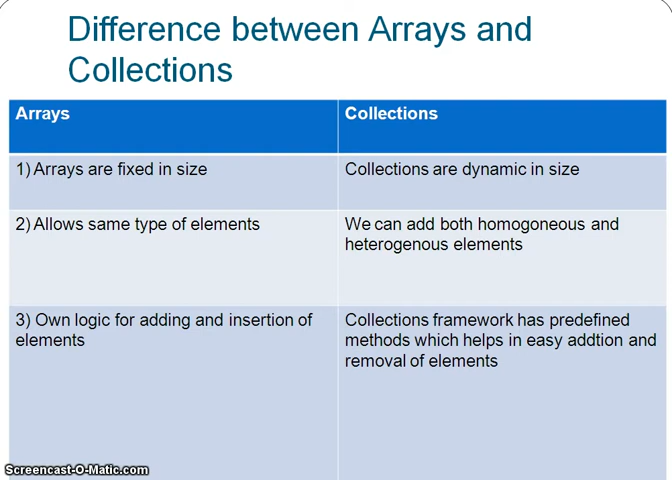 Difference between Arrays and
Collections
Arrays
Collections
1) Arrays are fixed in size
Collections are dynamic in size
2) Allows same type of elements
We can add both homogoneous and
heterogenous elements
3) Own logic for adding and insertion of
elements
Collections framework has predefined
methods which helps in easy addtion and
removal of elements
Screencast-O-Matic.com